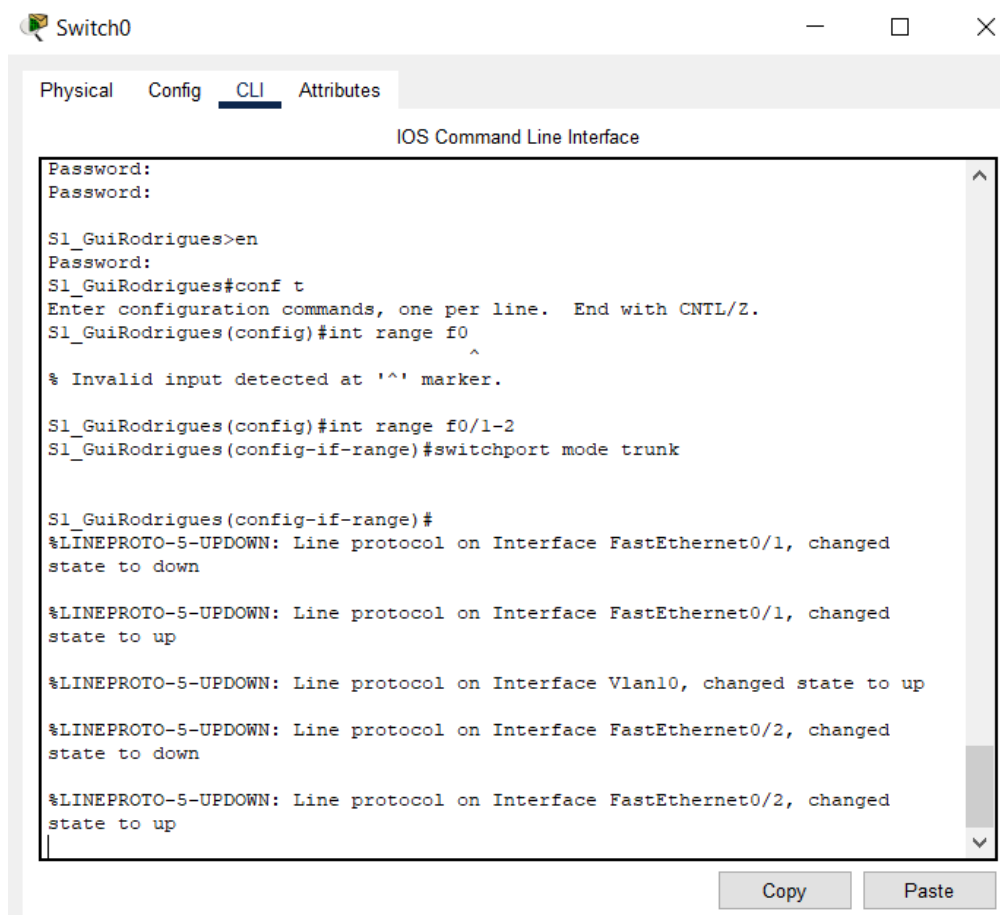 Switch0
Physical Config CLI Attributes
IOS Command Line Interface
Password:
Password:
S1_GuiRodrigues>en
Password:
S1_GuiRodrigues#conf t
Enter configuration commands, one per line.  End with CNTL/Z.
S1_GuiRodrigues(config)#int range f0
^
% Invalid input detected at '^' marker.
S1_GuiRodrigues(config)#int range f0/1-2
S1_GuiRodrigues(config-if-range)#switchport mode trunk
S1_GuiRodrigues(config-if-range)#
%LINEPROTO-5-UPDOWN: Line protocol on Interface FastEthernet0/1, changed
state to down
%LINEPROTO-5-UPDOWN: Line protocol on Interface FastEthernet0/1, changed
state to up
%LINEPROTO-5-UPDOWN: Line protocol on Interface Vlan10, changed state to up
%LINEPROTO-5-UPDOWN: Line protocol on Interface FastEthernet0/2, changed
state to down
%LINEPROTO-5-UPDOWN: Line protocol on Interface FastEthernet0/2, changed
state to up
Copy Paste